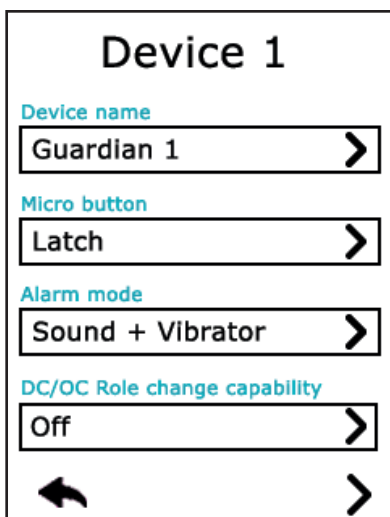 Device 1
Device name
Guardian 1
Micro button
Latch
Alarm mode
Sound + Vibrator
DC/OC Role change capability
Off